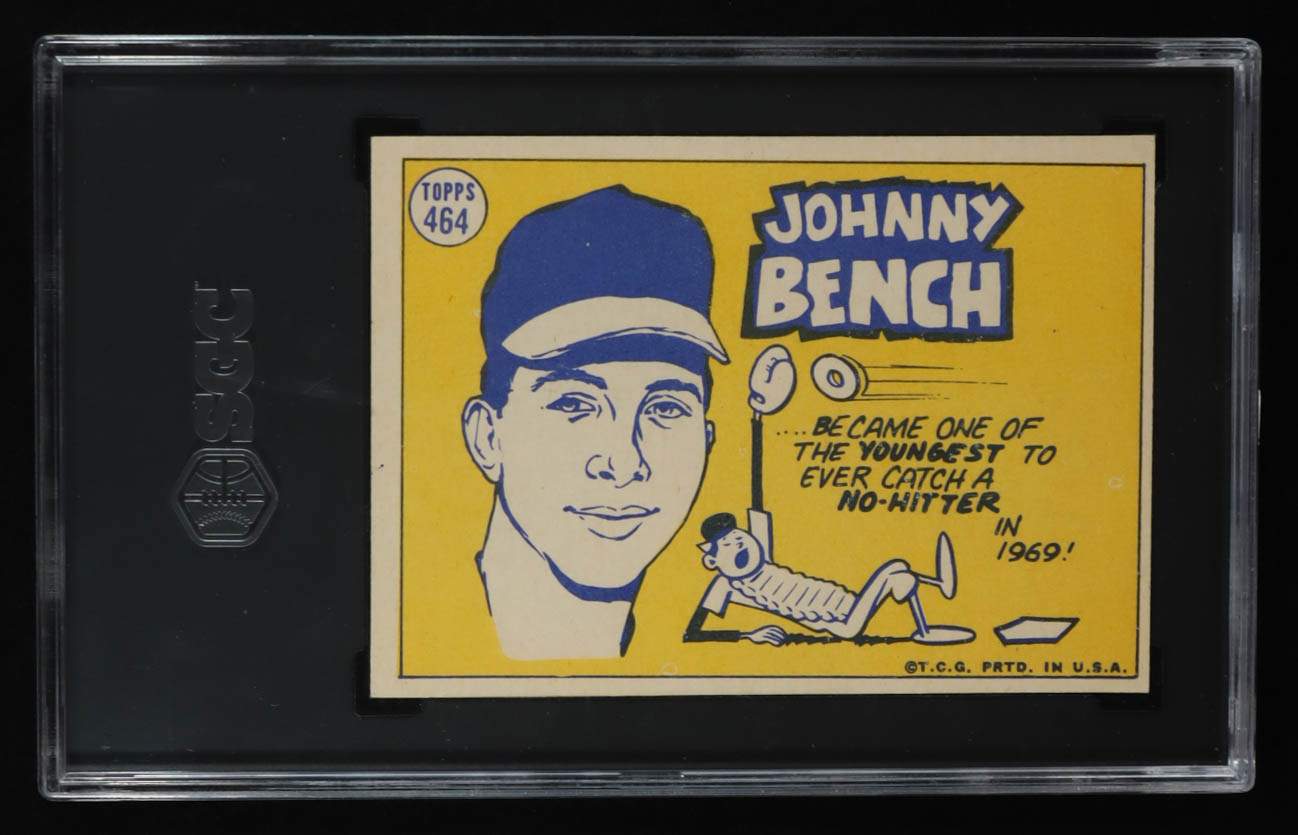 TOPPS
464
JOHNNY
BENCH
....BECAME ONE OF
THE YOUNGEST TO
EVER CATCH A
NO-HITTER
IN
1969!
©T.C.G. PRTD. IN U.S.A.
SGC